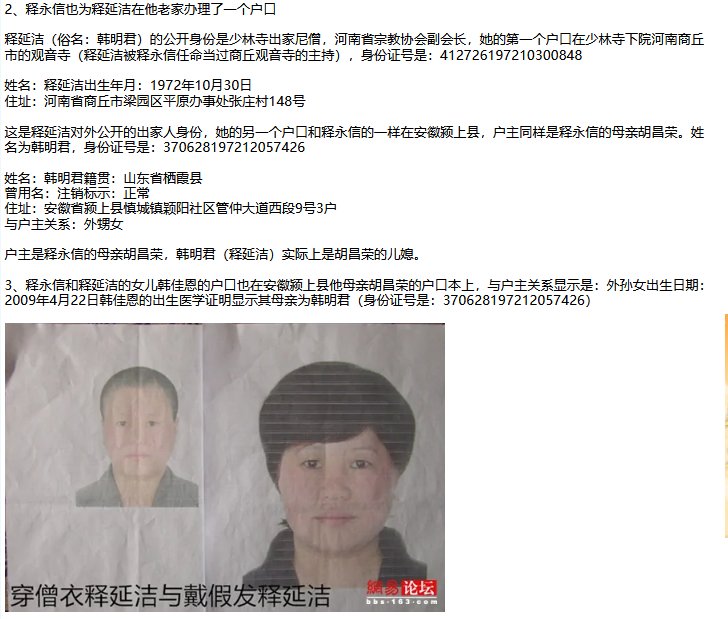 2、释永信也为释延洁在他老家办理了一个户口
释延洁（俗名：韩明君）的公开身份是少林寺出家尼僧，河南省宗教协会副会长，她的第一个户口在少林寺下院河南商丘
市的观音寺（释延洁被释永信任命当过商丘观音寺的主持），身份证号是：412726197210300848
姓名：释延洁出生年月：1972年10月30日
住址：河南省商丘市梁园区平原办事处张庄村148号
这是释延洁对外公开的出家人身份，她的另一个户口和释永信的一样在安徽颍上县，户主同样是释永信的母亲胡昌荣。姓
名为韩明君，身份证号是：370628197212057426
姓名：韩明君籍贯：山东省栖霞县
曾用名：注销标示：正常
住址：安徽省颍上县慎城镇颍阳社区管仲大道西段9号3户
与户主关系：外甥女
户主是释永信的母亲胡昌荣，韩明君（释延洁）实际上是胡昌荣的儿媳。
3、释永信和释延洁的女儿韩佳恩的户口也在安徽颍上县他母亲胡昌荣的户口本上，与户主关系显示是：外孙女出生日期：
2009年4月22日韩佳恩的出生医学证明显示其母亲为韩明君（身份证号是：370628197212057426）
穿僧衣释延洁与戴假发释延洁
網易论坛
bbs.163.com